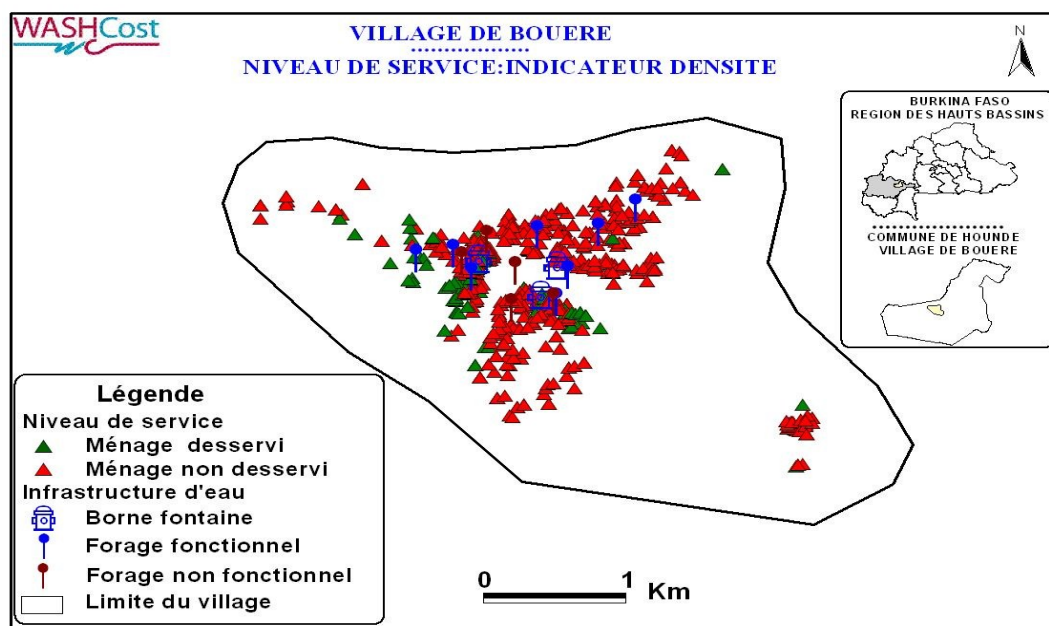 WASHCost
VILLAGE DE BOUERE
NIVEAU DE SERVICE:INDICATEUR DENSITE
N
BURKINA FASO
REGION DES HAUTS BASSINS
COMMUNE DE HOUNDE
VILLAGE DE BOUERE
Légende
Niveau de service
Ménage desservi
Ménage non desservi
Infrastructure d'eau
Borne fontaine
Forage fonctionnel
Forage non fonctionnel
Limite du village
0 1
Km